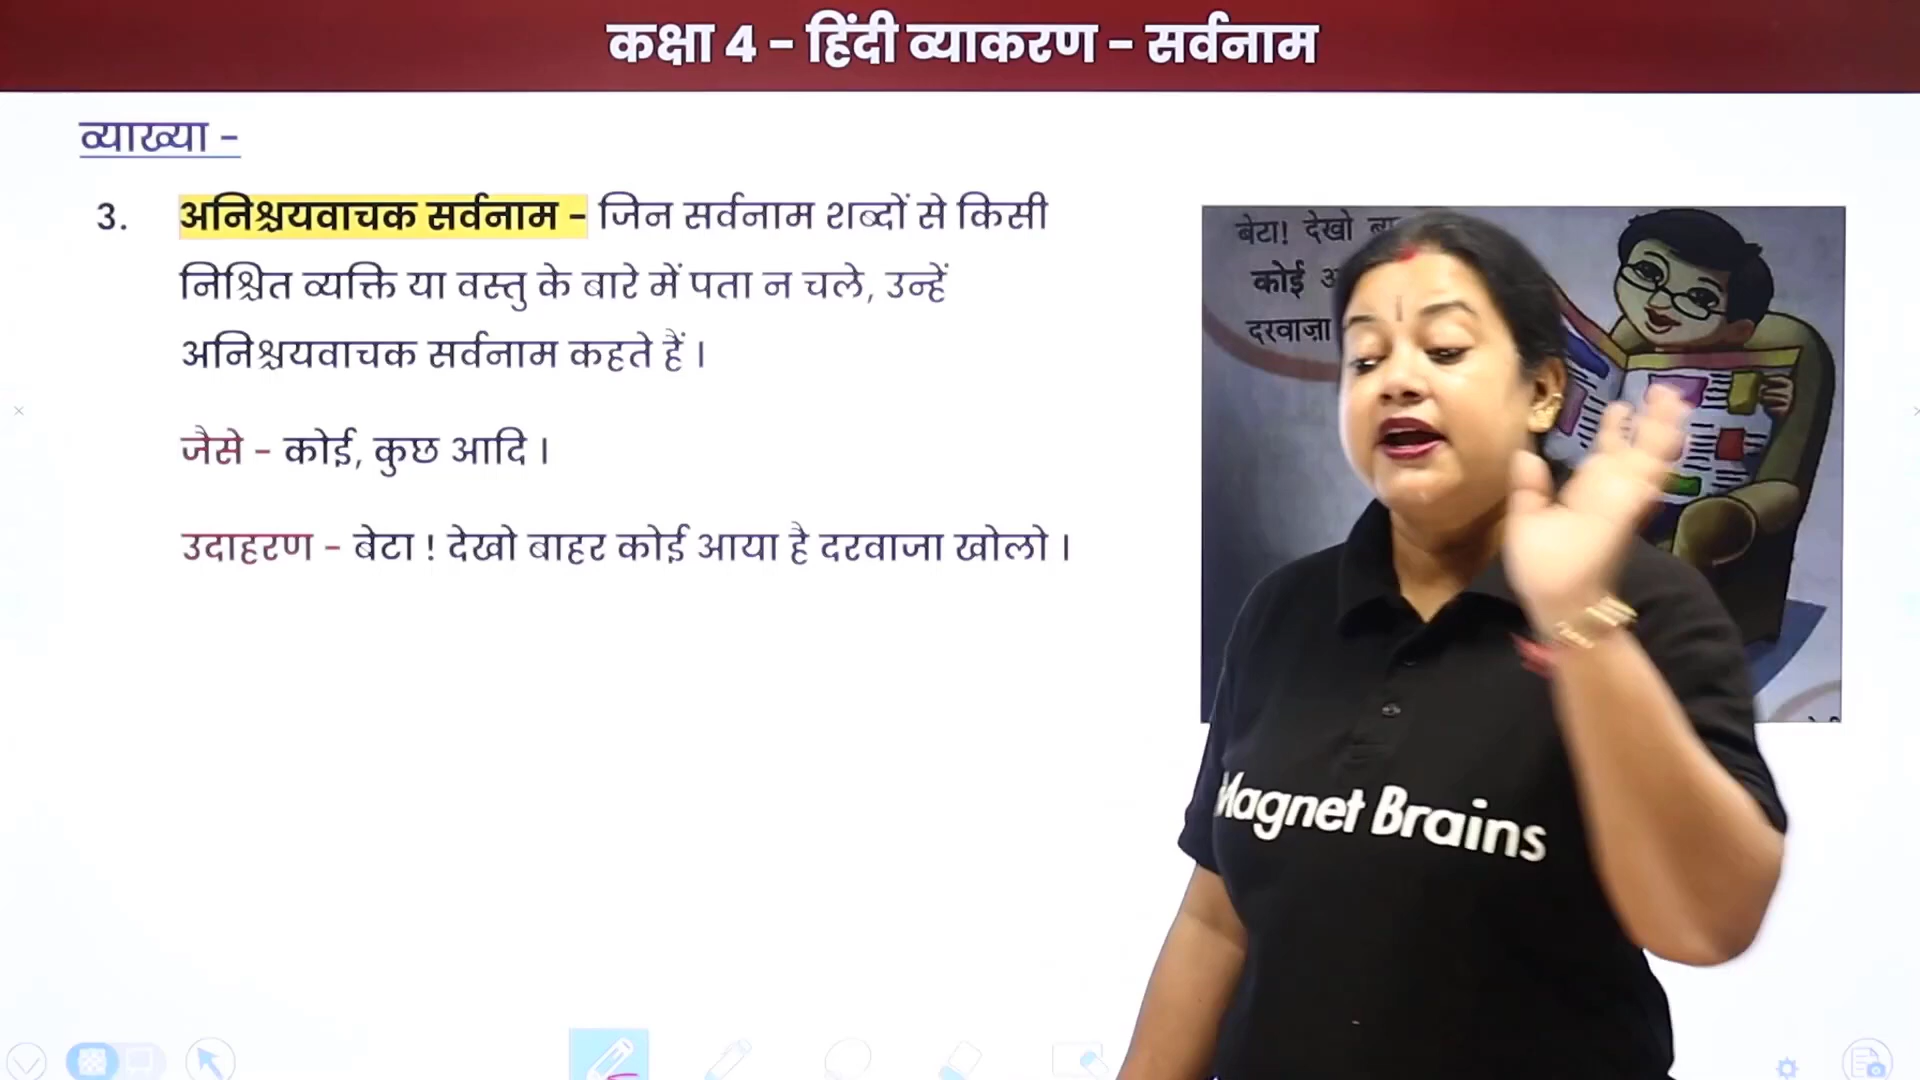 कक्षा 4 - हिंदी व्याकरण - सर्वनाम
व्याख्या -
3. अनिश्चयवाचक सर्वनाम - जिन सर्वनाम शब्दों से किसी
निश्चित व्यक्ति या वस्तु के बारे में पता न चले, उन्हें
अनिश्चयवाचक सर्वनाम कहते हैं ।
जैसे - कोई, कुछ आदि ।
उदाहरण - बेटा ! देखो बाहर कोई आया है दरवाजा खोलो ।
बेटा! देखो
कोई
दरवाज़ा
Magnet Brains